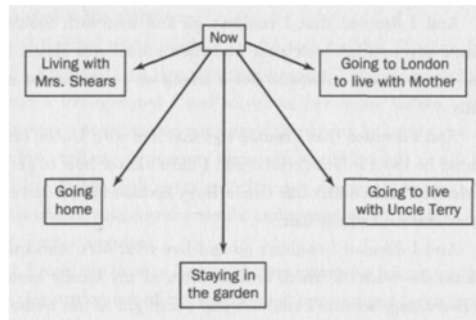 Now
Living with
Mrs. Shears
Going to London
to live with Mother
Going
home
Going to live
with Uncle Terry
Staying in
the garden